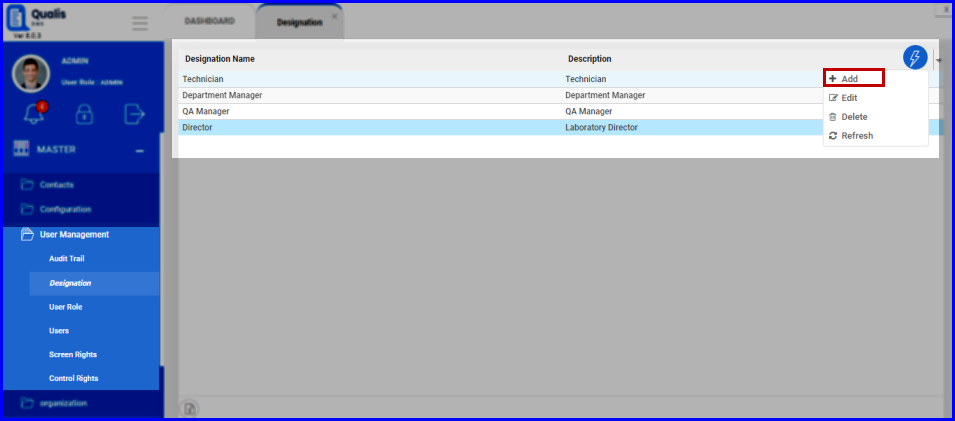 Qualis
Ver 8.0.3
ADMIN
User Role : ADMIN
MASTER
Contacts
Configuration
User Management
Audit Trail
Designation
User Role
Users
Screen Rights
Control Rights
organization
DASHBOARD
Designation
Designation Name Description
Technician Technician
Department Manager Department Manager
QA Manager QA Manager
Director Laboratory Director
Add
Edit
Delete
Refresh